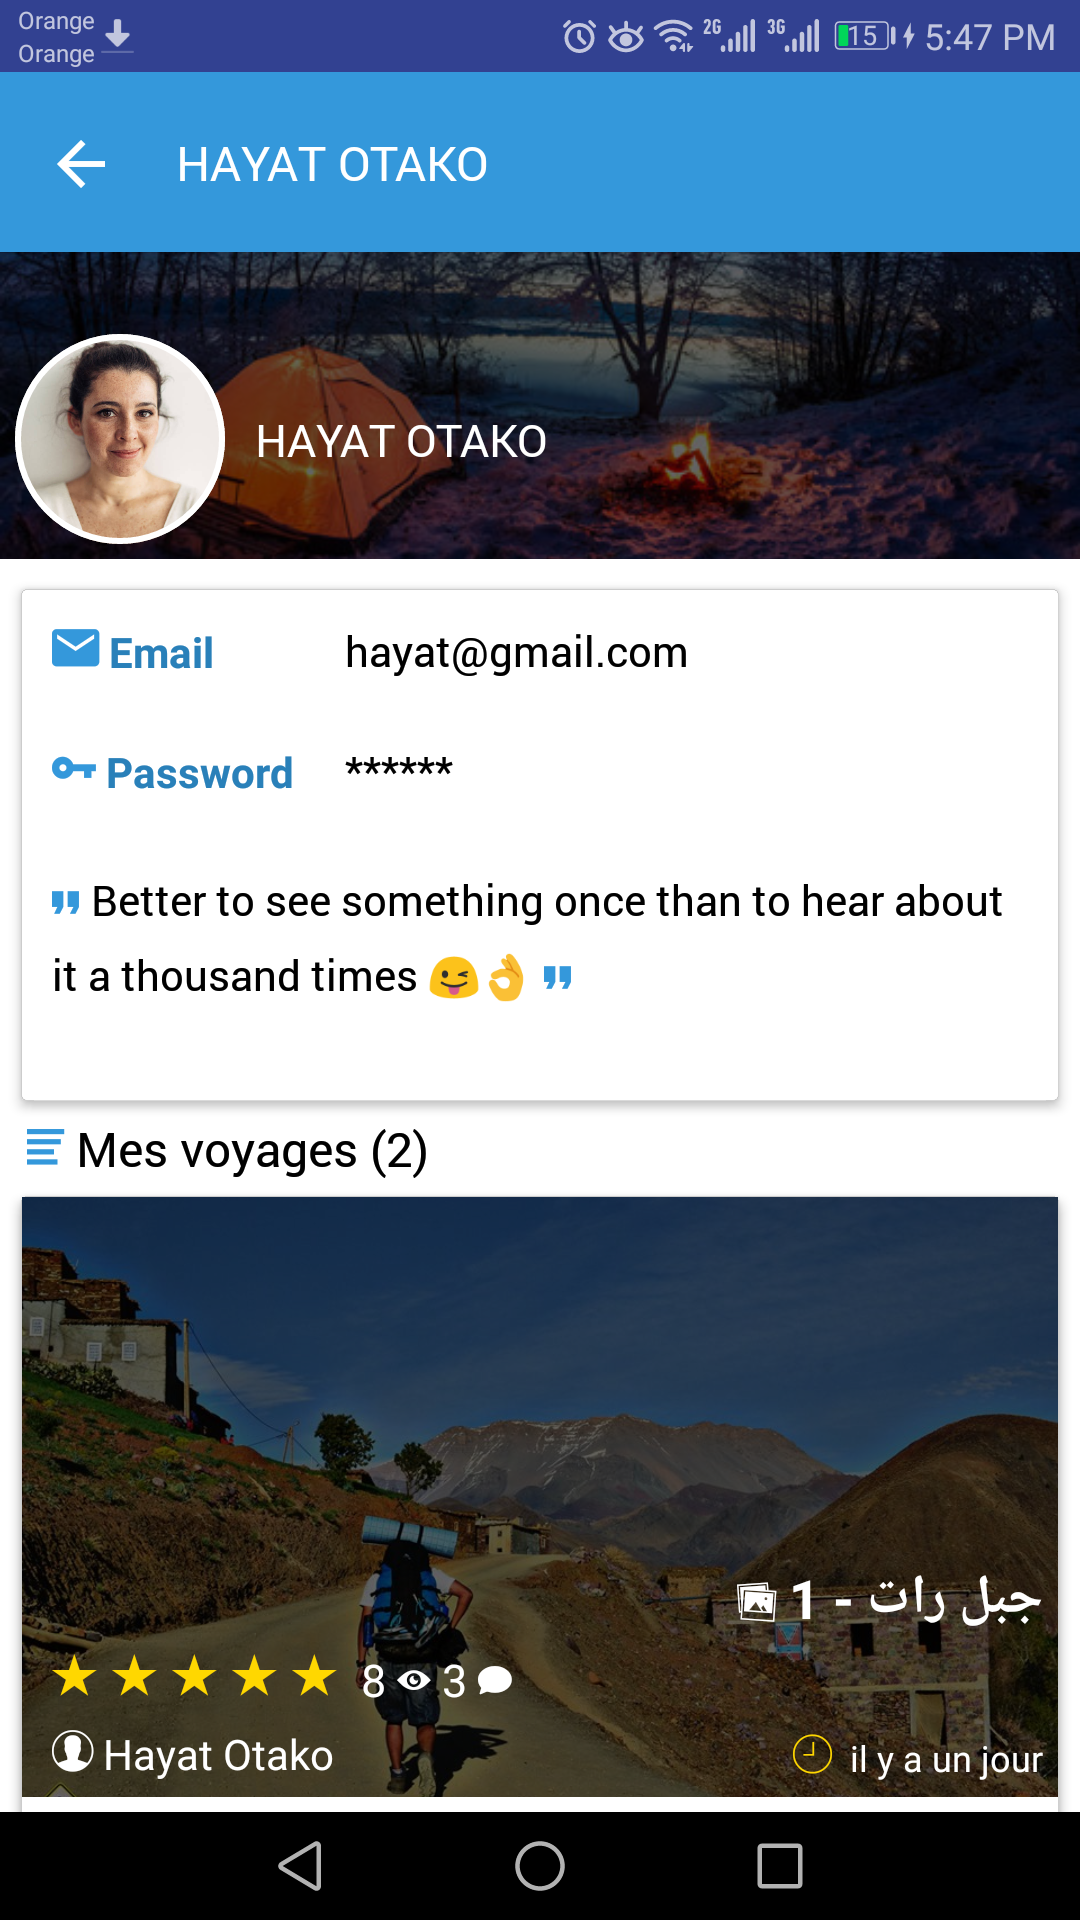 Orange
Orange
2G 3G 15 5:47 PM
HAYAT OTAKO
HAYAT OTAKO
Email hayat@gmail.com
Password ******
Better to see something once than to hear about
it a thousand times 😜👌
Mes voyages (2)
جبل رات - 1
★★★★★ 8 3
Hayat Otako il y a un jour